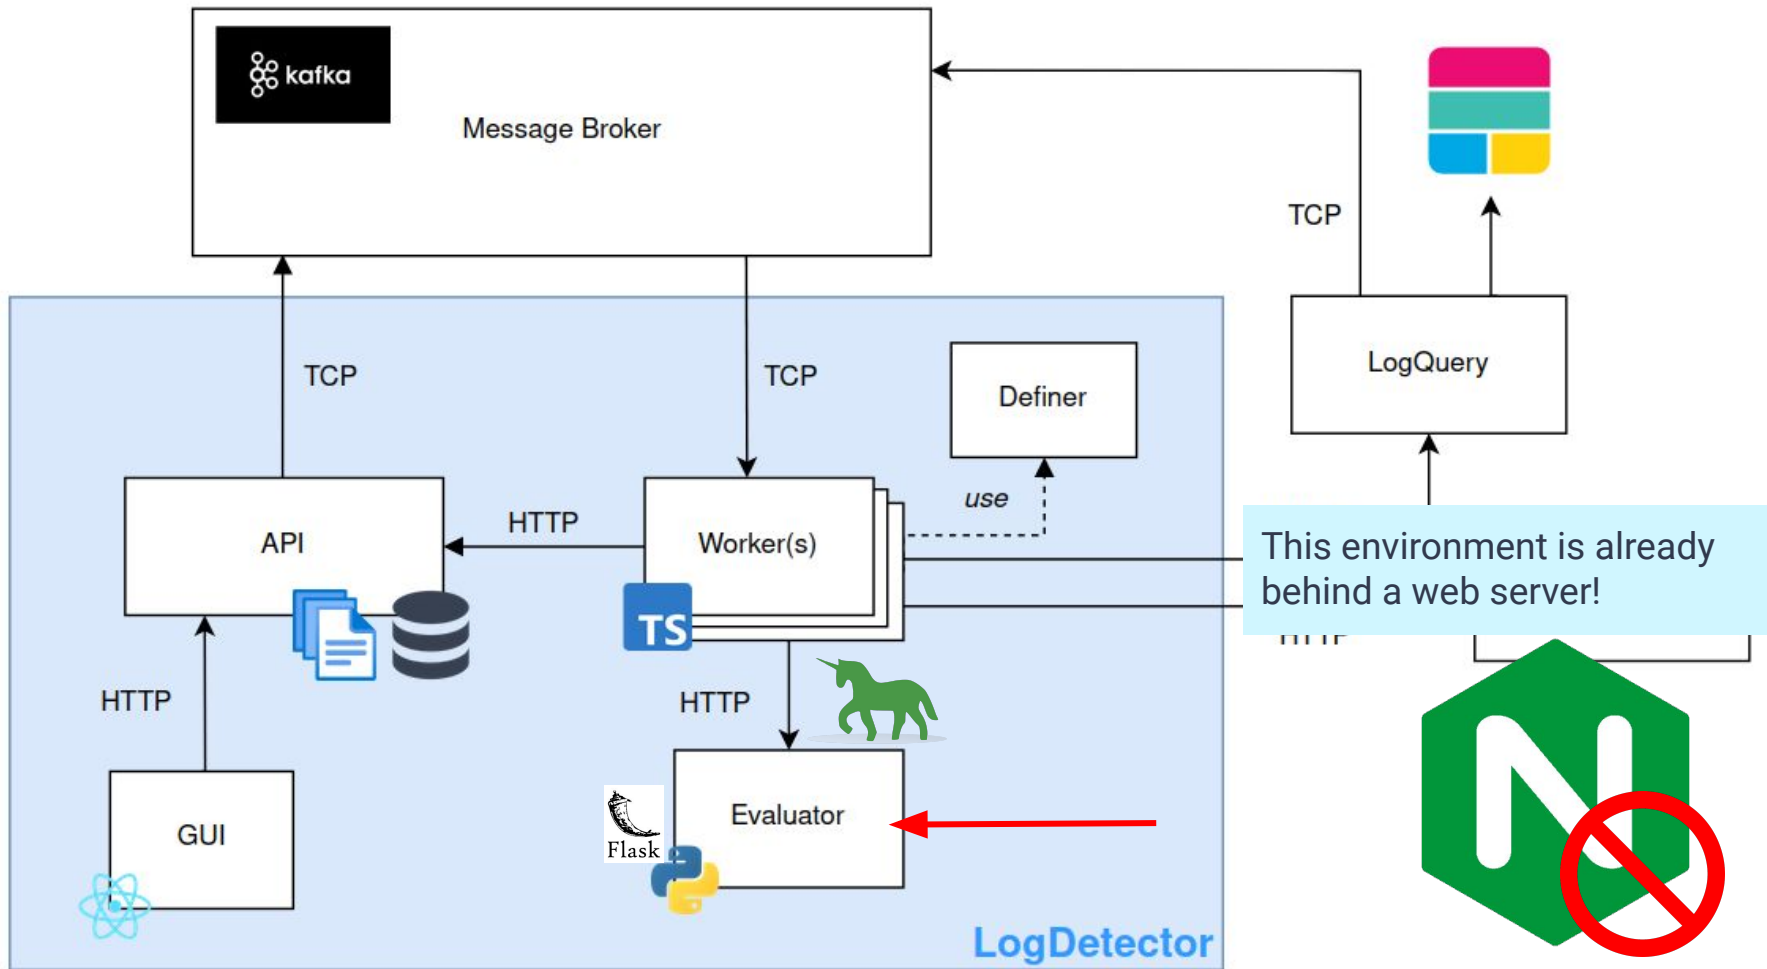 kafka
Message Broker
TCP
TCP
TCP
LogQuery
Definer
use
API
HTTP
Worker(s)
This environment is already
behind a web server!
TS
HTTP
HTTP
HTTP
GUI
Flask
Evaluator
N
LogDetector